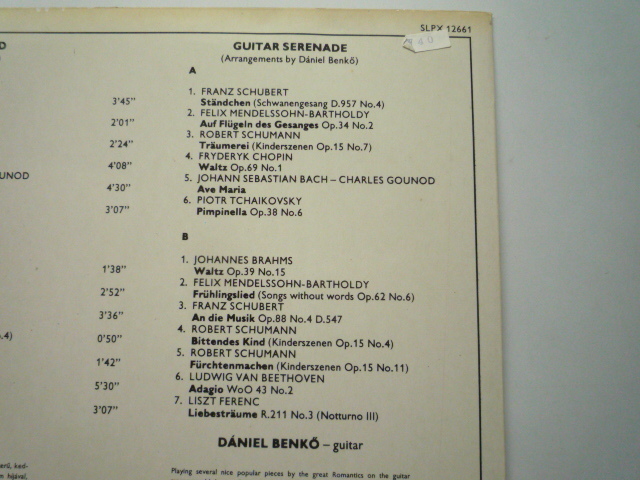 SLPX 12661
GUITAR SERENADE
(Arrangements by Dániel Benkő)
A
1. FRANZ SCHUBERT
Ständchen (Schwanengesang D.957 No.4)
2. FELIX MENDELSSOHN-BARTHOLDY
Auf Flügeln des Gesanges Op.34 No.2
3. ROBERT SCHUMANN
Träumerei (Kinderszenen Op.15 No.7)
4. FRYDERYK CHOPIN
Waltz Op.69 No.1
5. JOHANN SEBASTIAN BACH – CHARLES GOUNOD
Ave Maria
6. PIOTR TCHAIKOVSKY
Pimpinella Op.38 No.6
B
1. JOHANNES BRAHMS
Waltz Op.39 No.15
2. FELIX MENDELSSOHN-BARTHOLDY
Frühlingslied (Songs without words Op.62 No.6)
3. FRANZ SCHUBERT
An die Musik Op.88 No.4 D.547
4. ROBERT SCHUMANN
Bittendes Kind (Kinderszenen Op.15 No.4)
5. ROBERT SCHUMANN
Fürchtenmachen (Kinderszenen Op.15 No.11)
6. LUDWIG VAN BEETHOVEN
Adagio WoO 43 No.2
7. LISZT FERENC
Liebesträume R.211 No.3 (Notturno III)
DÁNIEL BENKŐ – guitar
Playing several nice popular pieces by the great Romantics on the guitar
3'45"
2'01"
2'24"
4'08"
4'30"
3'07"
1'38"
2'52"
3'36"
0'50"
1'42"
5'30"
3'07"